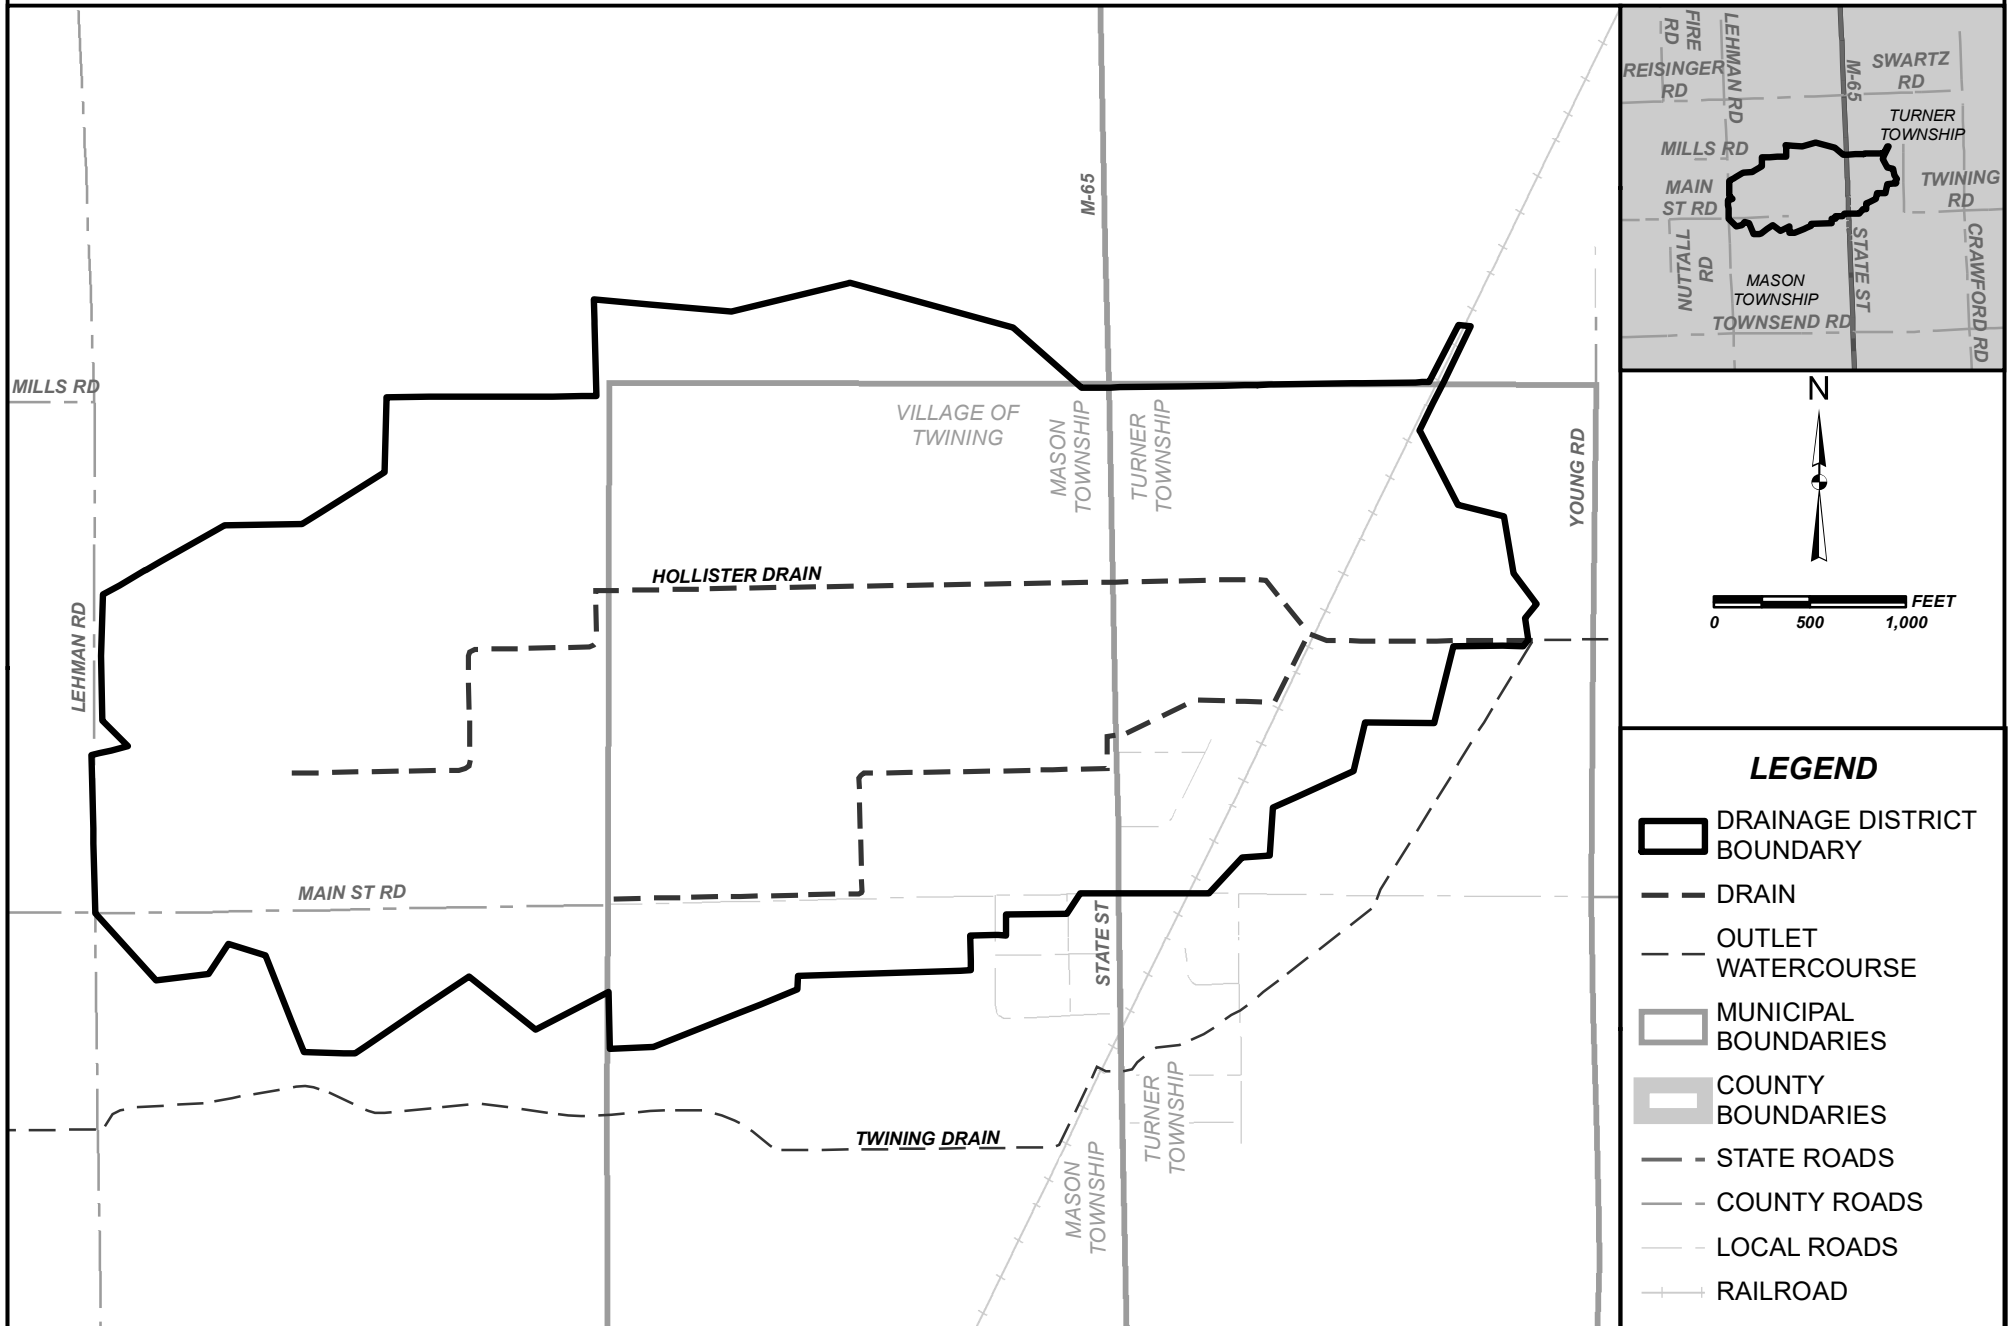 M-65
MILLS RD
VILLAGE OF
TWINING
MASON
TOWNSHIP
TURNER
TOWNSHIP
YOUNG RD
HOLLISTER DRAIN
LEHMAN RD
MAIN ST RD
STATE ST
TWINING DRAIN
MASON
TOWNSHIP
TURNER
TOWNSHIP
FIRE
RD
LEHMAN RD
REISINGER
RD
M-65
SWARTZ
RD
TURNER
TOWNSHIP
MILLS RD
MAIN
ST RD
TWINING
RD
NUTTALL
RD
STATE ST
CRAWFORD RD
MASON
TOWNSHIP
TOWNSEND RD
N
FEET
0 500 1,000
LEGEND
DRAINAGE DISTRICT
BOUNDARY
DRAIN
OUTLET
WATERCOURSE
MUNICIPAL
BOUNDARIES
COUNTY
BOUNDARIES
STATE ROADS
COUNTY ROADS
LOCAL ROADS
RAILROAD